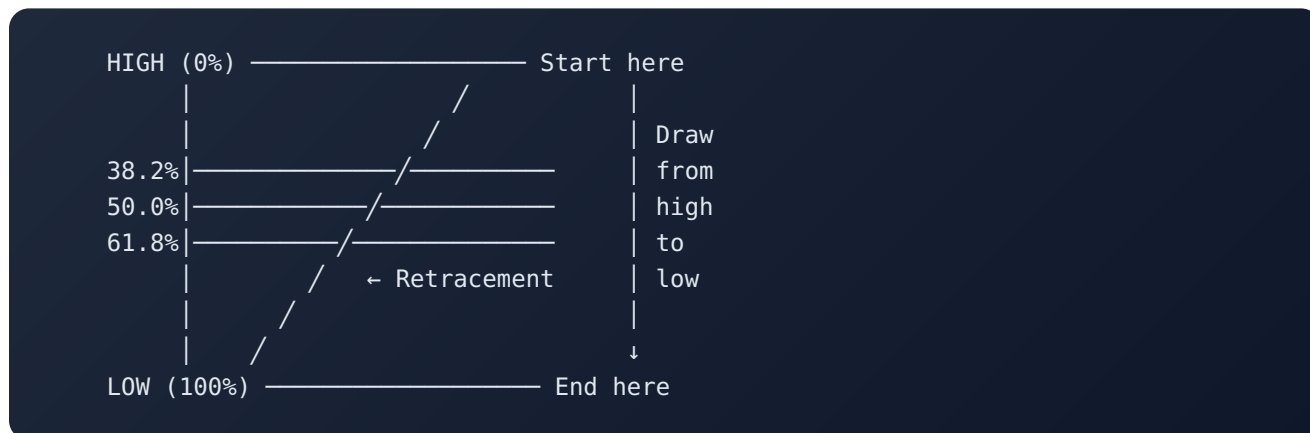 HIGH (0%) ─────────────────── Start here
│ ╱ │
│ ╱ │ Draw
38.2%│──────────────╱────────── │ from
50.0%│────────────╱──────────── │ high
61.8%│──────────╱────────────── │ to
│ ╱ ← Retracement │ low
│ ╱ │
│ ╱ ↓
LOW (100%) ─────────────────── End here